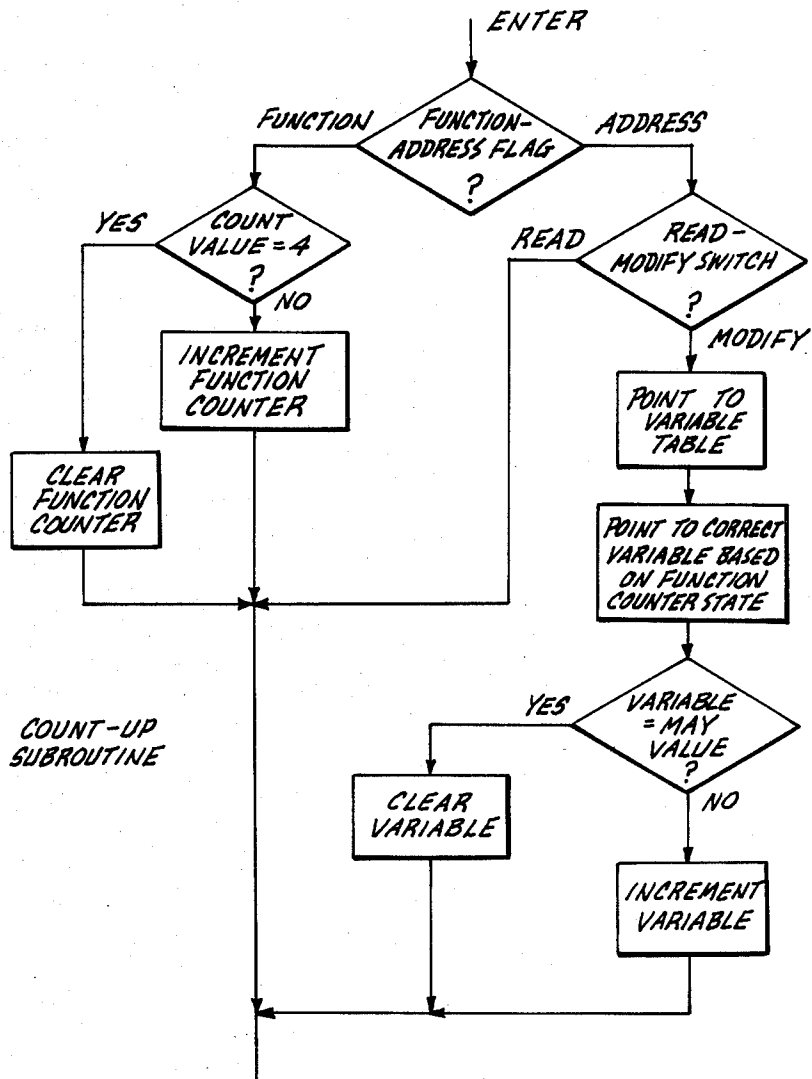 ENTER
FUNCTION
FUNCTION-
ADDRESS FLAG
?
ADDRESS
YES
COUNT
VALUE = 4
?
NO
READ
READ-
MODIFY SWITCH
?
MODIFY
INCREMENT
FUNCTION
COUNTER
POINT TO
VARIABLE
TABLE
CLEAR
FUNCTION
COUNTER
POINT TO CORRECT
VARIABLE BASED
ON FUNCTION
COUNTER STATE
COUNT-UP
SUBROUTINE
YES
VARIABLE
= MAY
VALUE
?
NO
CLEAR
VARIABLE
INCREMENT
VARIABLE